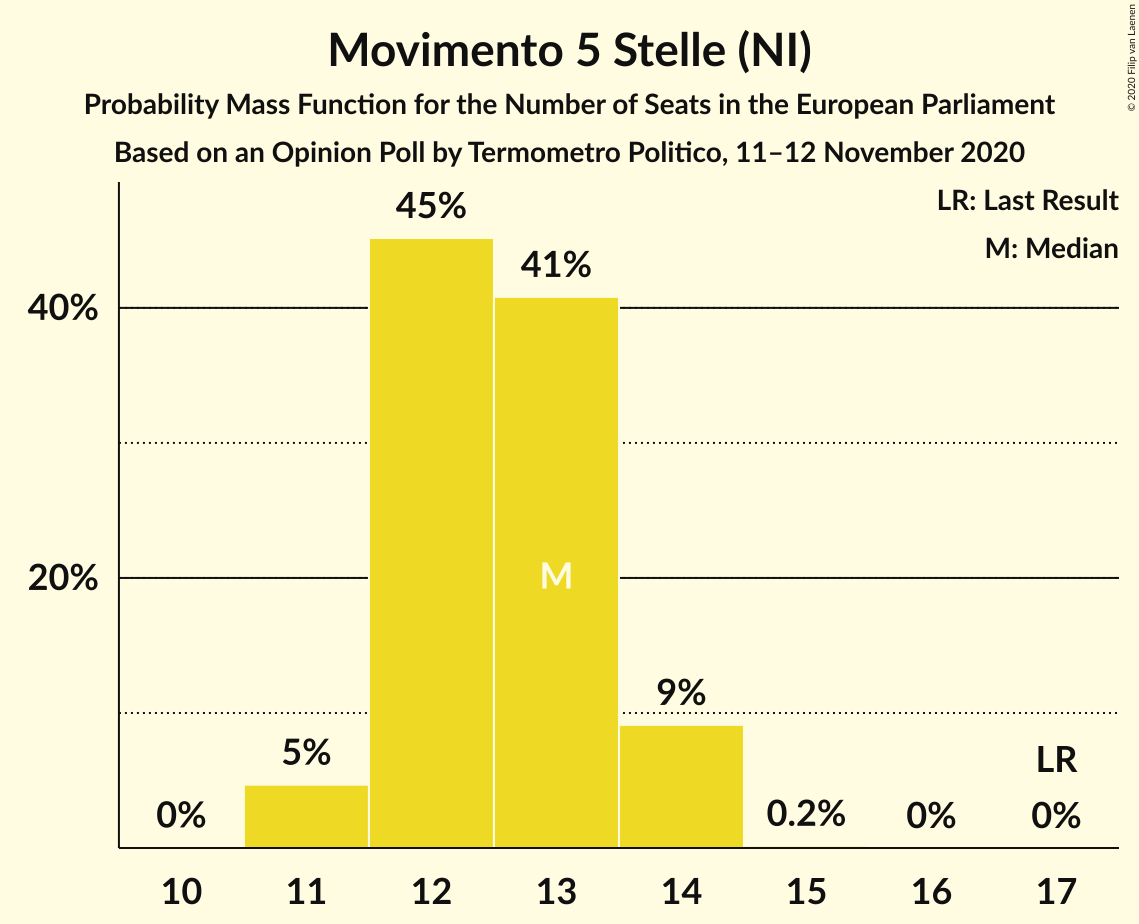 Movimento 5 Stelle (NI)
Probability Mass Function for the Number of Seats in the European Parliament
Based on an Opinion Poll by Termometro Politico, 11–12 November 2020
© 2020 Filip van Laenen
LR: Last Result
M: Median
45%
41%
40%
20%
M
9%
5%
LR
0%
0.2%
0%
0%
10 11 12 13 14 15 16 17